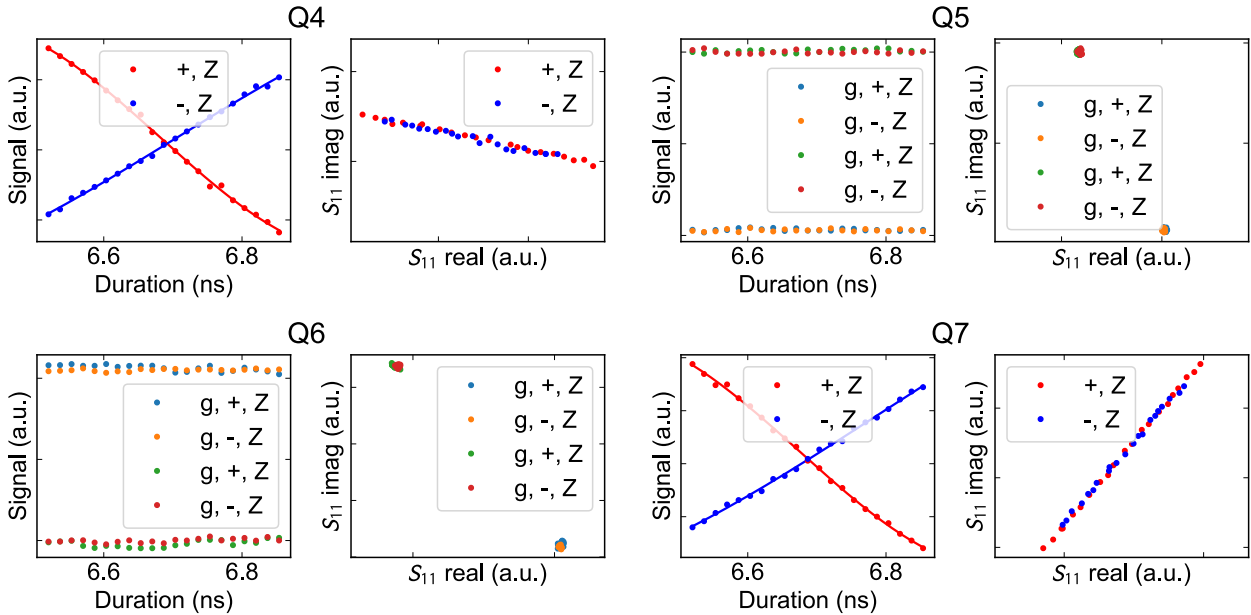 Q4
Signal (a.u.)
+, Z
-, Z
6.6
6.8
Duration (ns)
S11 imag (a.u.)
+, Z
-, Z
S11 real (a.u.)
Q5
Signal (a.u.)
g, +, Z
g, -, Z
g, +, Z
g, -, Z
6.6
6.8
Duration (ns)
S11 imag (a.u.)
g, +, Z
g, -, Z
g, +, Z
g, -, Z
S11 real (a.u.)
Q6
Signal (a.u.)
g, +, Z
g, -, Z
g, +, Z
g, -, Z
6.6
6.8
Duration (ns)
S11 imag (a.u.)
g, +, Z
g, -, Z
g, +, Z
g, -, Z
S11 real (a.u.)
Q7
Signal (a.u.)
+, Z
-, Z
6.6
6.8
Duration (ns)
S11 imag (a.u.)
+, Z
-, Z
S11 real (a.u.)